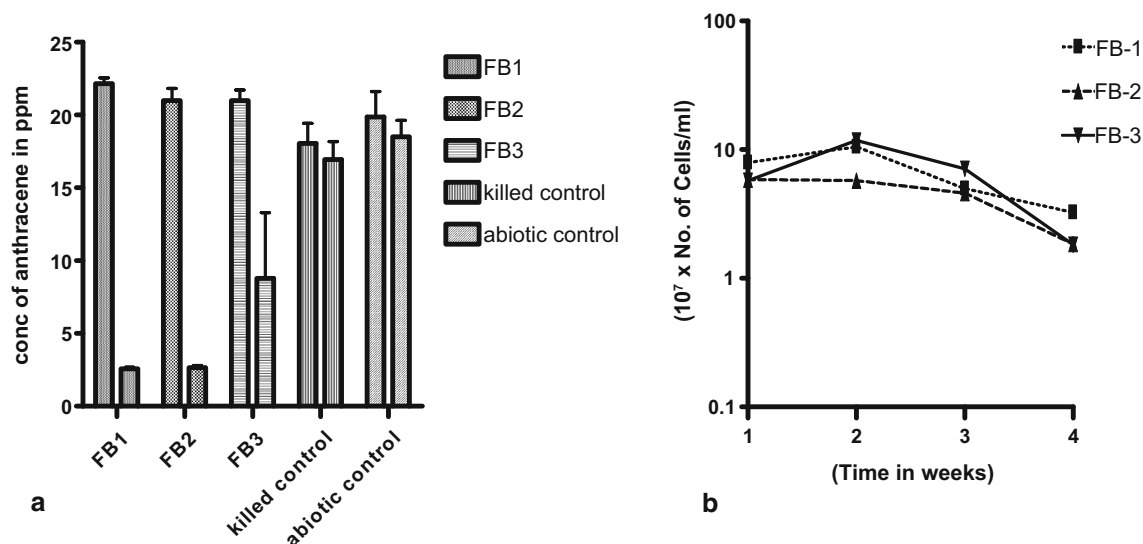 25
20
15
10
5
0
conc of anthracene in ppm
FB1
FB2
FB3
killed control
abiotic control
FB1
FB2
FB3
killed control
abiotic control
a
100
10
1
0.1
(10⁷ x No. of Cells/ml)
1 2 3 4
(Time in weeks)
FB-1
FB-2
FB-3
b